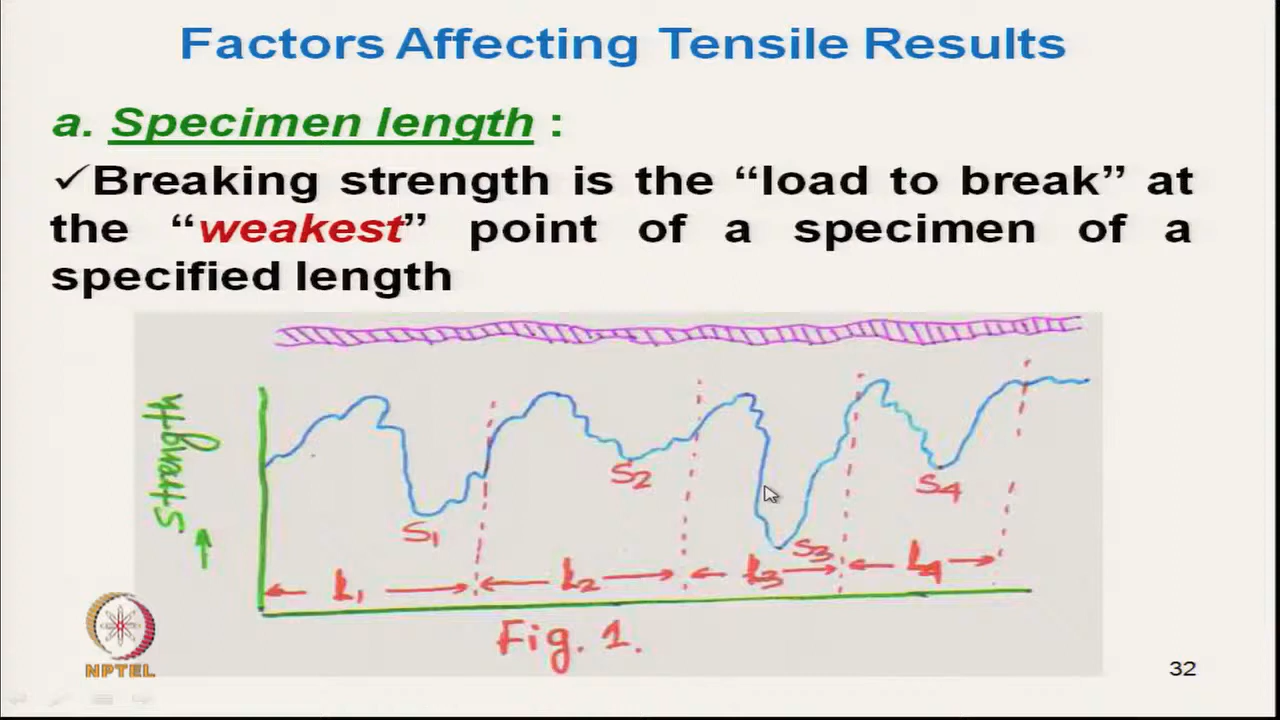 Factors Affecting Tensile Results
a. Specimen length :
✓Breaking strength is the “load to break” at
the “weakest” point of a specimen of a
specified length
Strength
S1
S2
S3
S4
l1
l2
l3
l4
Fig. 1.
NPTEL
32